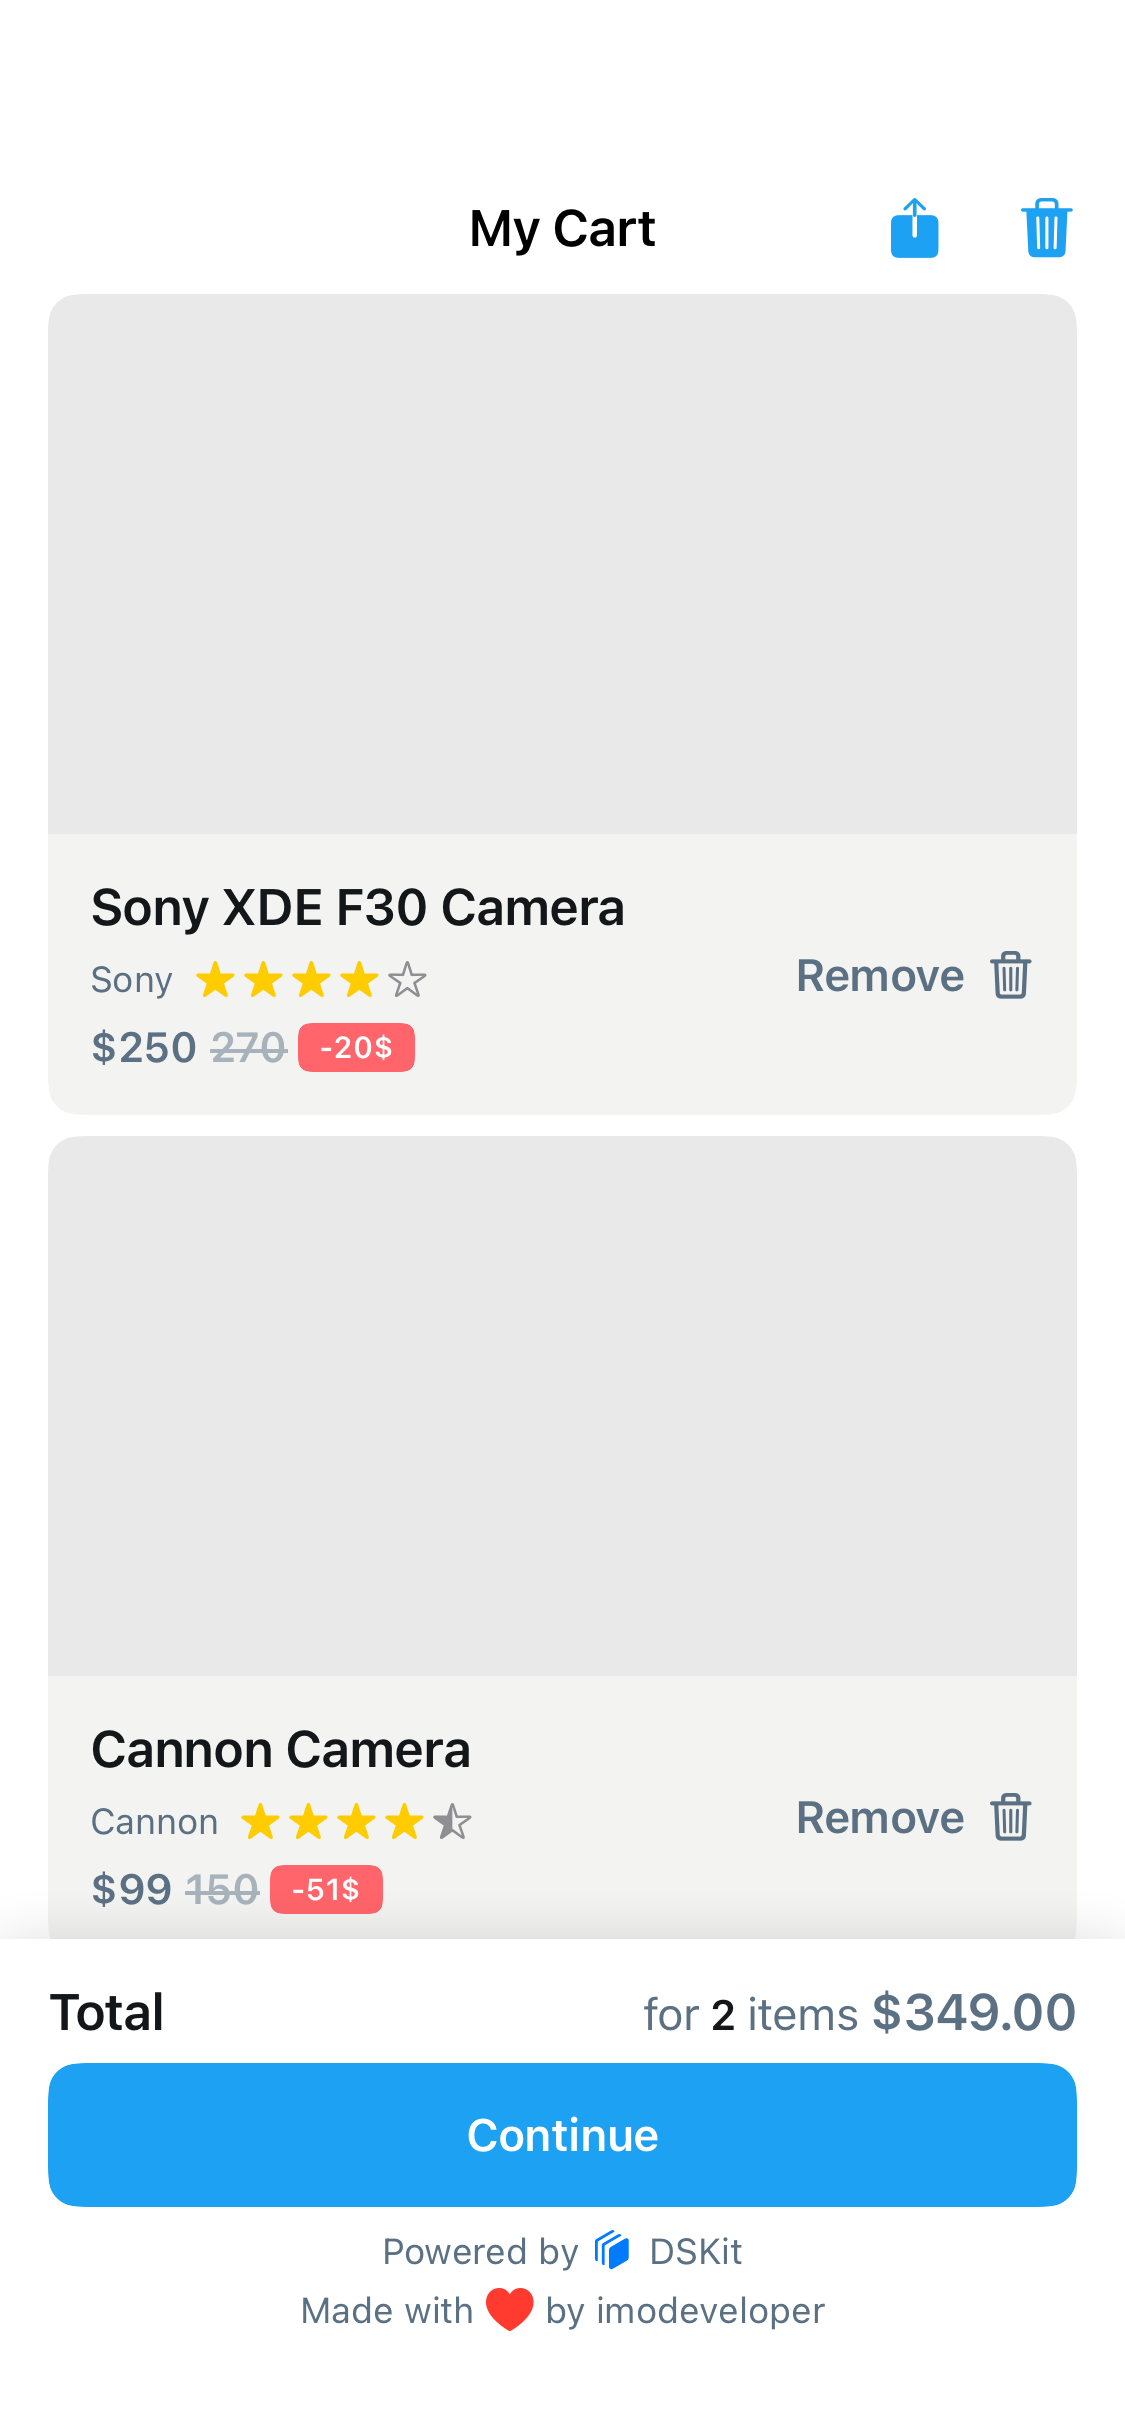 My Cart
Sony XDE F30 Camera
Sony
Remove
$250 270 -20$
Cannon Camera
Cannon
Remove
$99 150 -51$
Total for 2 items $349.00
Continue
Powered by DSKit
Made with by imodeveloper